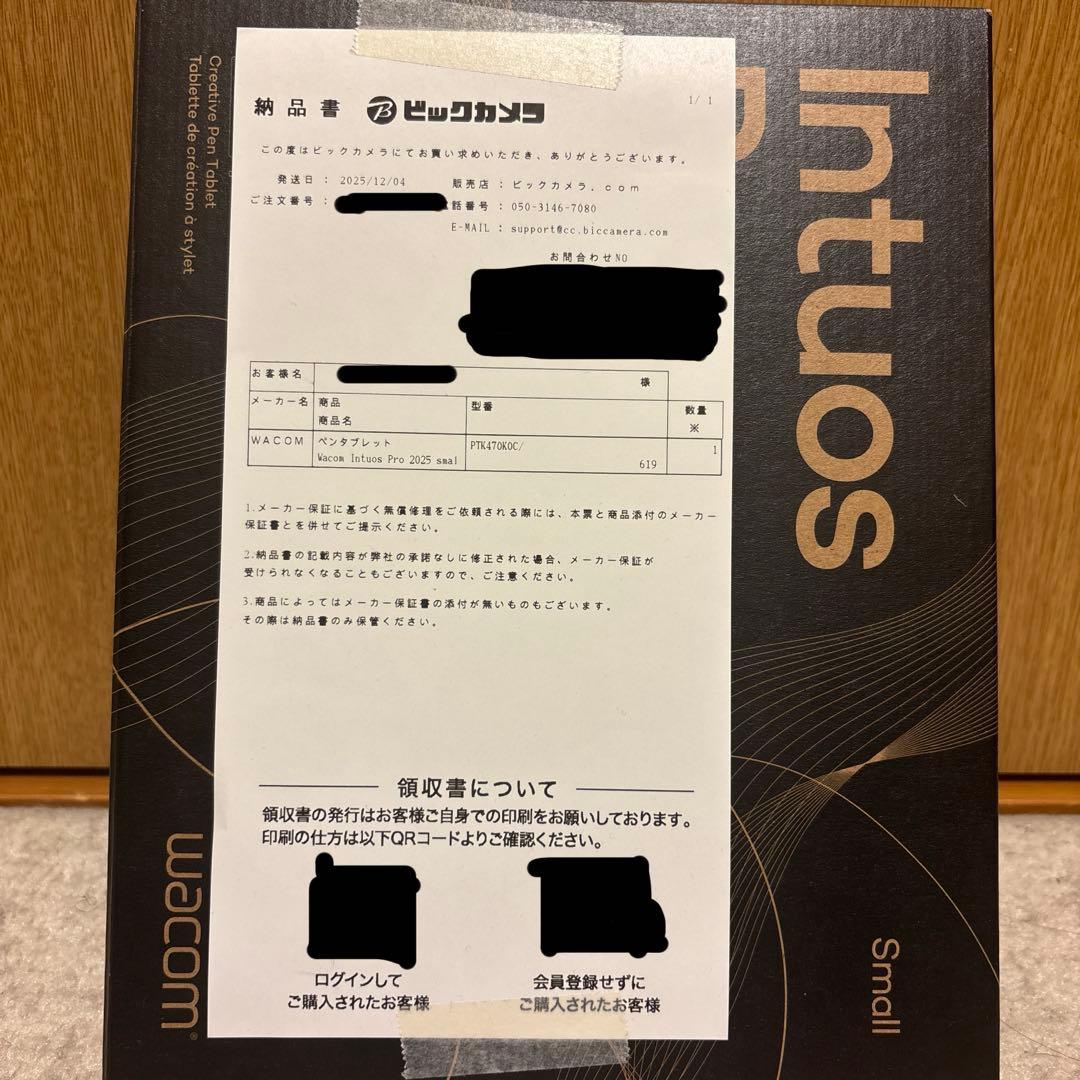 Creative Pen Tablet
Tablette de création à stylet
Intuos
納品書 ビックカメラ
1/ 1
この度はビックカメラにてお買い求めいただき、ありがとうございます。
発送日 : 2025/12/04
販売店 : ビックカメラ．com
ご注文番号 :
話番号 : 050-3146-7080
E-MAIL : support@cc.biccamera.com
お問合わせNO
お客様名 様
メーカー名 商品 型番 数量
商品名 ※
WACOM ペンタブレット PTK470K0C/ 1
Wacom Intuos Pro 2025 smal 619
1.メーカー保証に基づく無償修理をご依頼される際には、本票と商品添付のメーカー
保証書とを併せてご提示ください。
2.納品書の記載内容が弊社の承諾なしに修正された場合、メーカー保証が
受けられなくなることもございますので、ご注意ください。
3.商品によってはメーカー保証書の添付が無いものもございます。
その際は納品書のみ保管ください。
領収書について
領収書の発行はお客様ご自身での印刷をお願いしております。
印刷の仕方は以下QRコードよりご確認ください。
ログインして
ご購入されたお客様
会員登録せずに
ご購入されたお客様
wacom
Small